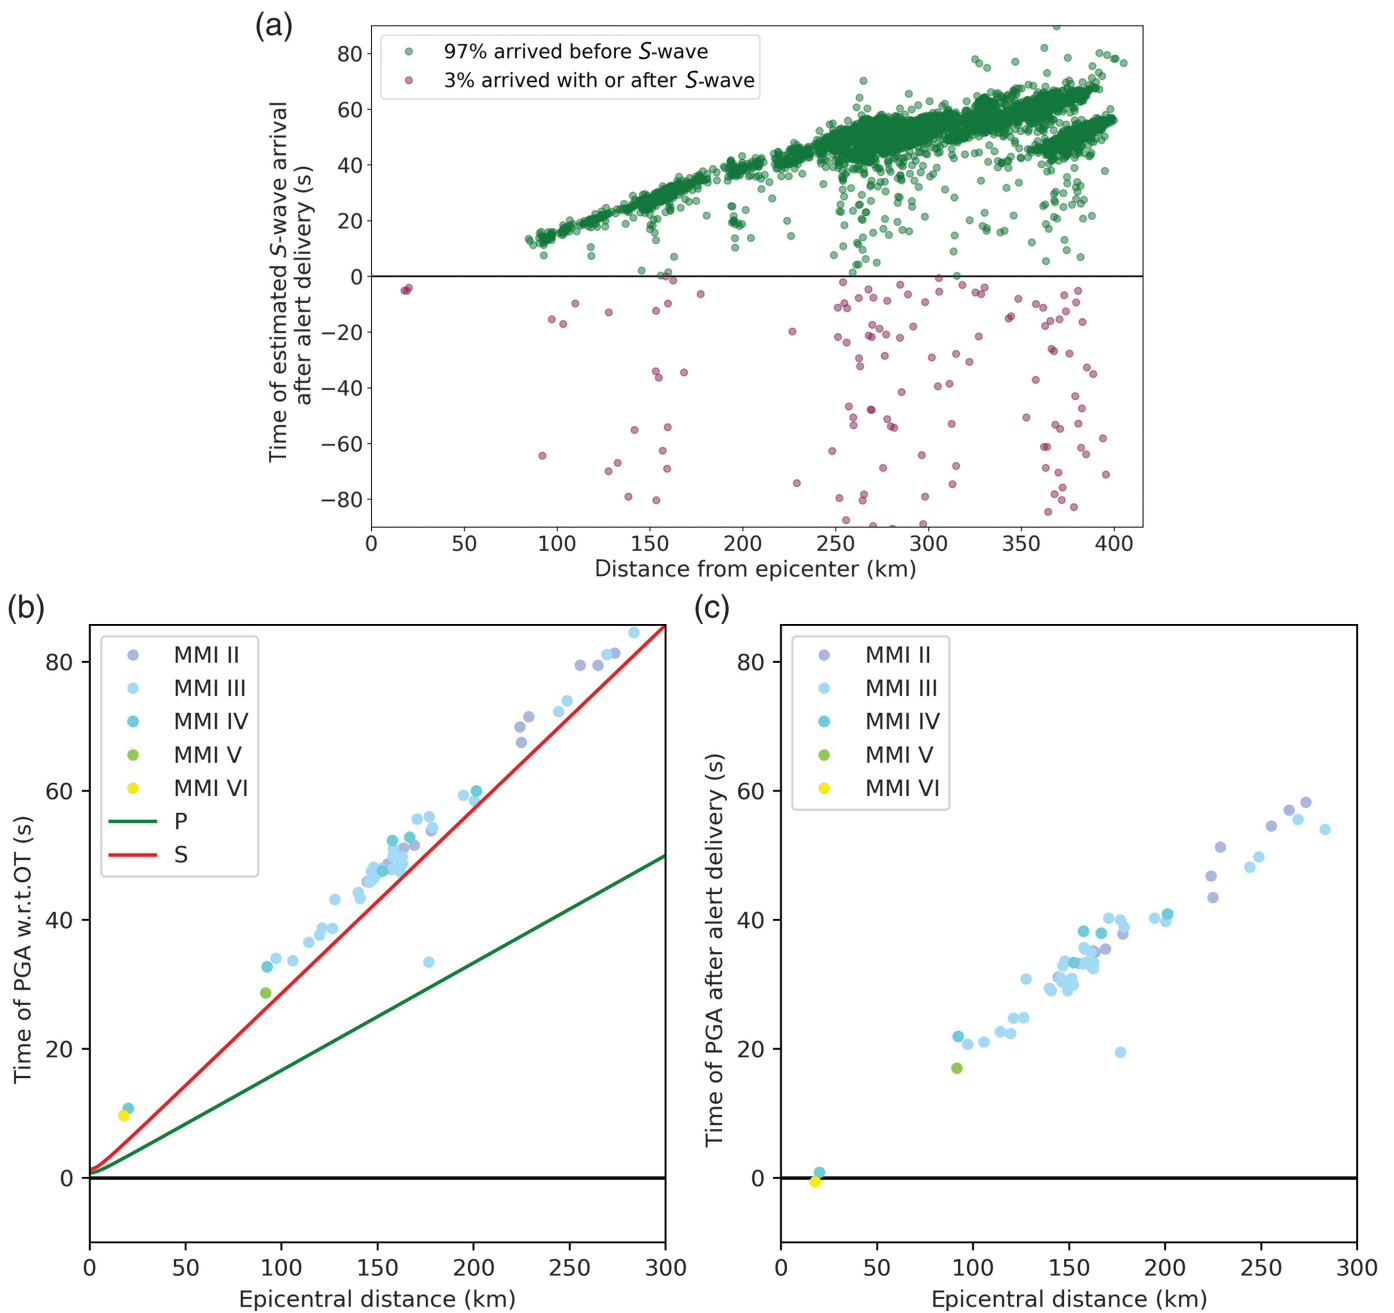 (a)
97% arrived before S-wave
3% arrived with or after S-wave
Time of estimated S-wave arrival
after alert delivery (s)
80
60
40
20
0
−20
−40
−60
−80
0 50 100 150 200 250 300 350 400
Distance from epicenter (km)
(b)
MMI II
MMI III
MMI IV
MMI V
MMI VI
P
S
Time of PGA w.r.t.OT (s)
80
60
40
20
0
0 50 100 150 200 250 300
Epicentral distance (km)
(c)
MMI II
MMI III
MMI IV
MMI V
MMI VI
Time of PGA after alert delivery (s)
80
60
40
20
0
0 50 100 150 200 250 300
Epicentral distance (km)